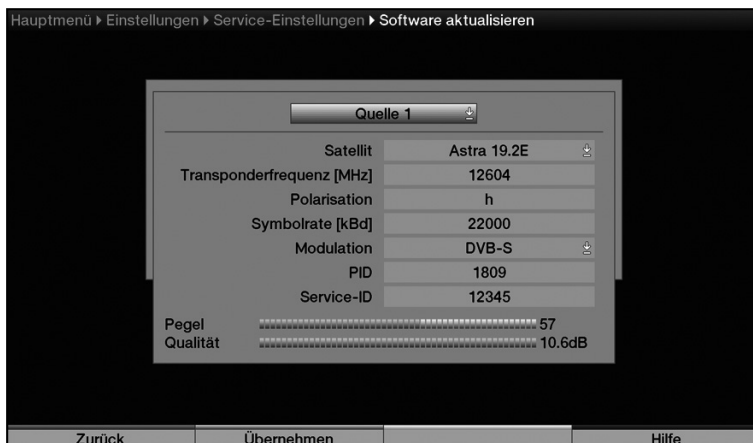 Hauptmenü Einstellungen Service-Einstellungen Software aktualisieren
Quelle 1
Satellit Astra 19.2E
Transponderfrequenz [MHz] 12604
Polarisation h
Symbolrate [kBd] 22000
Modulation DVB-S
PID 1809
Service-ID 12345
Pegel 57
Qualität 10.6dB
Zurück Übernehmen Hilfe